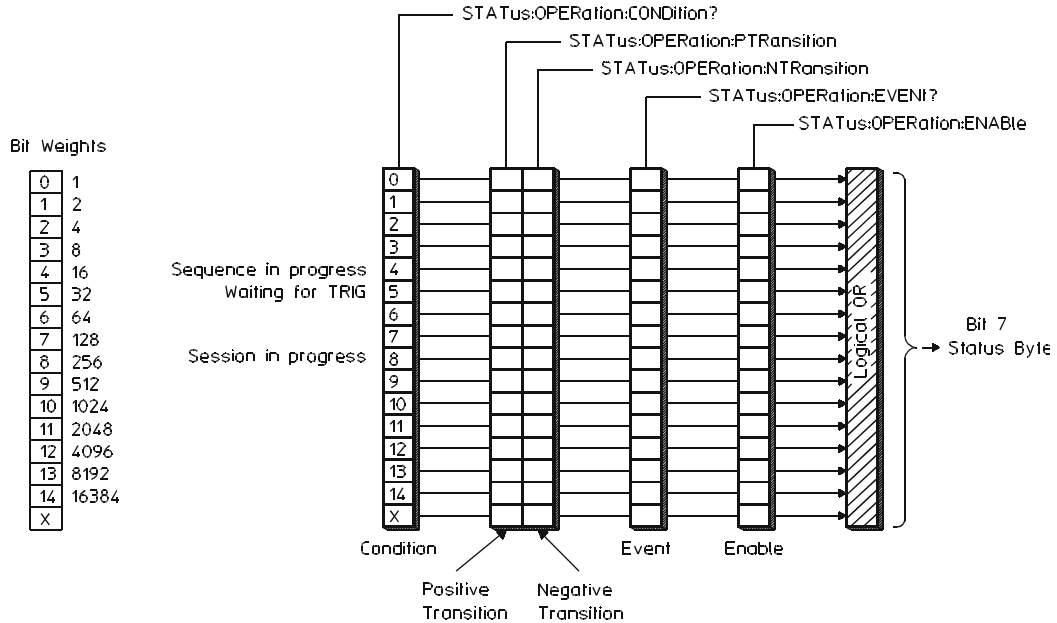 STATus:OPERation:CONDition?
STATus:OPERation:PTRansition
STATus:OPERation:NTRansition
STATus:OPERation:EVENt?
STATus:OPERation:ENABle
Bit Weights
0 1
1 2
2 4
3 8
4 16
5 32
6 64
7 128
8 256
9 512
10 1024
11 2048
12 4096
13 8192
14 16384
X
Sequence in progress
Waiting for TRIG
Session in progress
0
1
2
3
4
5
6
7
8
9
10
11
12
13
14
X
Logical OR
Bit 7
Status Byte
Condition
Event
Enable
Positive
Transition
Negative
Transition